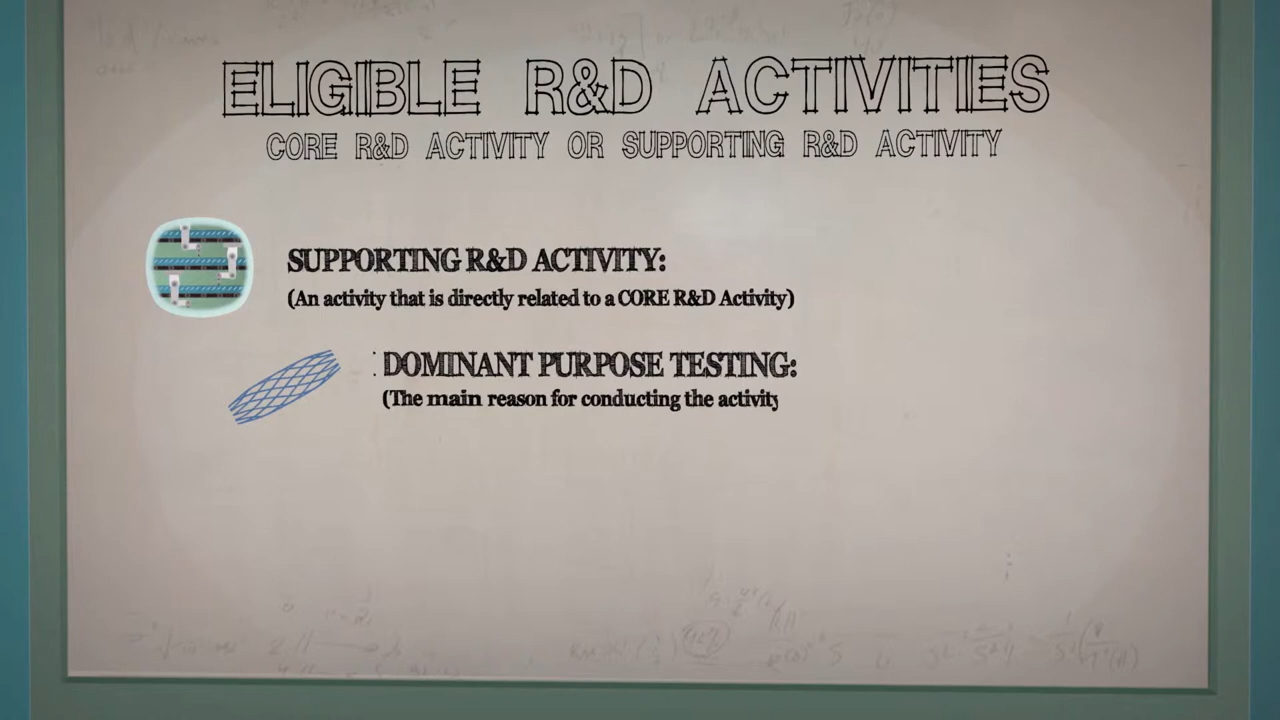 ELIGIBLE R&D ACTIVITIES
CORE R&D ACTIVITY OR SUPPORTING R&D ACTIVITY
SUPPORTING R&D ACTIVITY:
(An activity that is directly related to a CORE R&D Activity)
DOMINANT PURPOSE TESTING:
(The main reason for conducting the activity